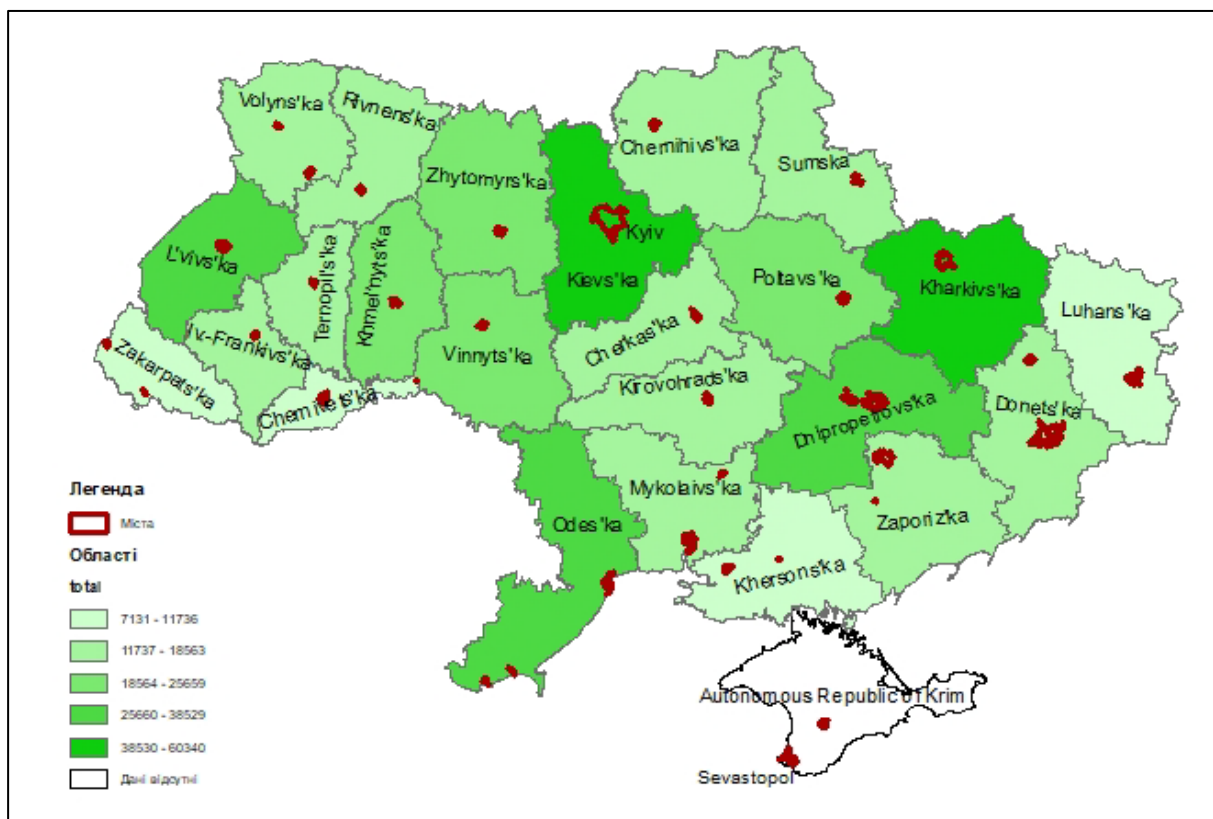 Volyns'ka
Rivnens'ka
Zhytomyrs'ka
Chernihivs'ka
Sumska
L'vivs'ka
Ternopil's'ka
Khmel'nyts'ka
Kyiv
Kievs'ka
Poltavs'ka
Kharkivs'ka
Luhans'ka
Zakarpats'ka
Iv.-Frankivs'ka
Chernivets'ka
Vinnyts'ka
Cherkas'ka
Kirovohrads'ka
Dnipropetrovs'ka
Donets'ka
Odes'ka
Mykolaivs'ka
Zaporiz'ka
Khersons'ka
Autonomous Republic of Krim
Sevastopol
Легенда
Міста
Області
total
7131 - 11736
11737 - 18563
18564 - 25659
25660 - 38529
38530 - 60340
Дані відсутні